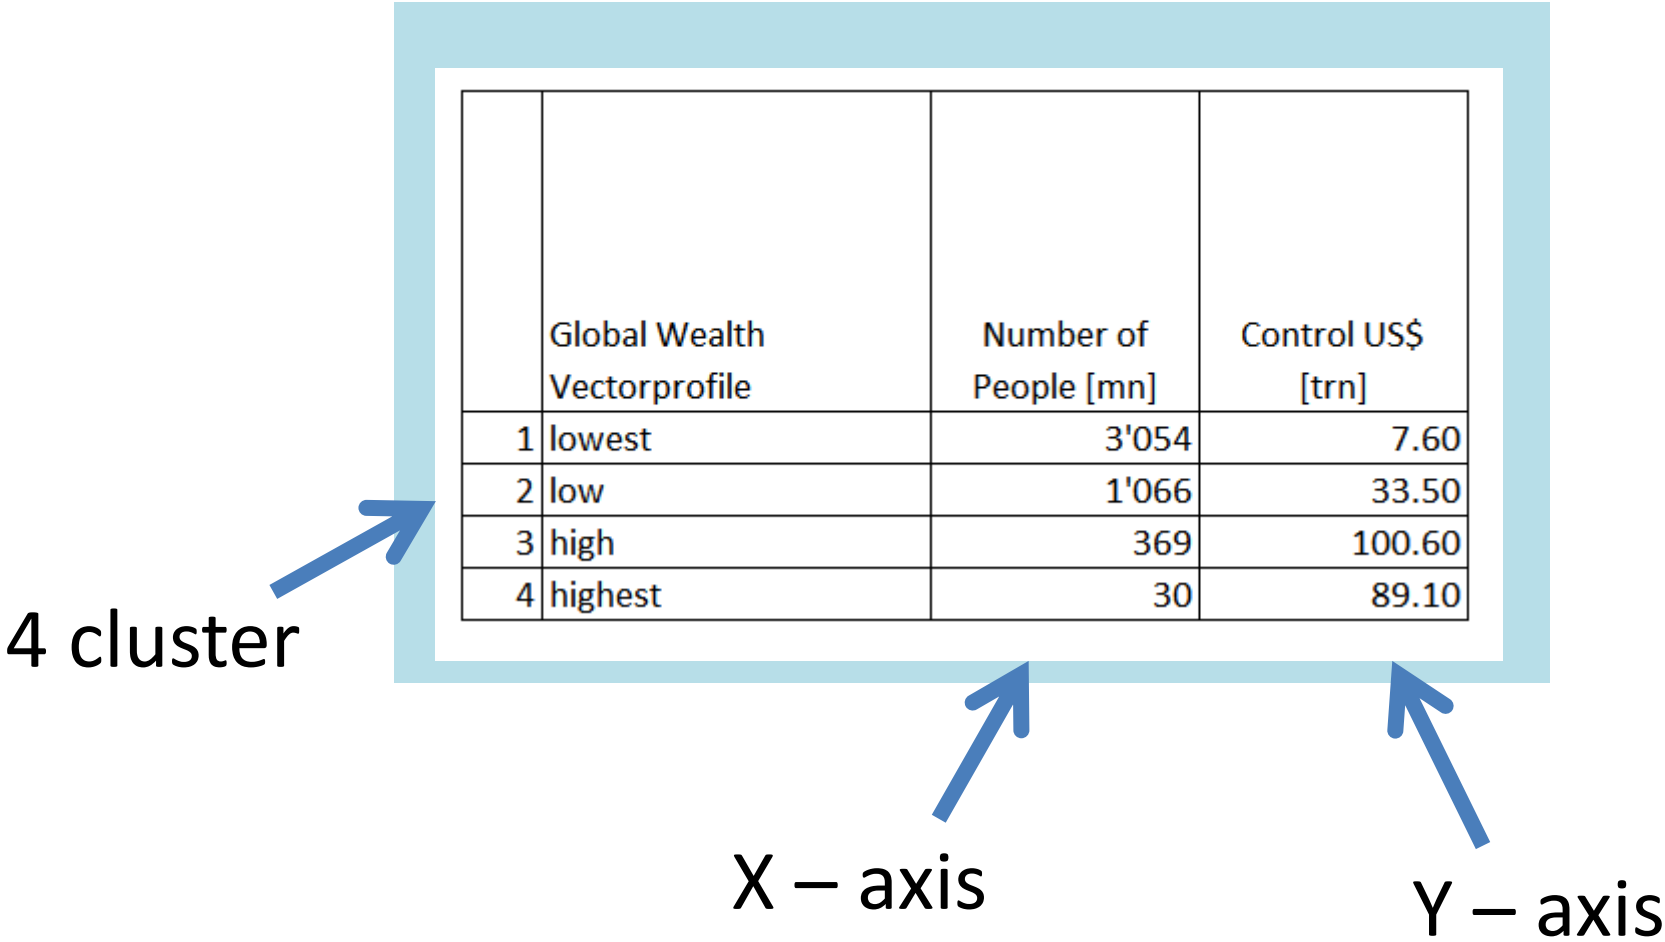 Global Wealth
Vectorprofile
Number of
People [mn]
Control US$
[trn]
1 lowest 3'054 7.60
2 low 1'066 33.50
3 high 369 100.60
4 highest 30 89.10
4 cluster
X – axis
Y – axis